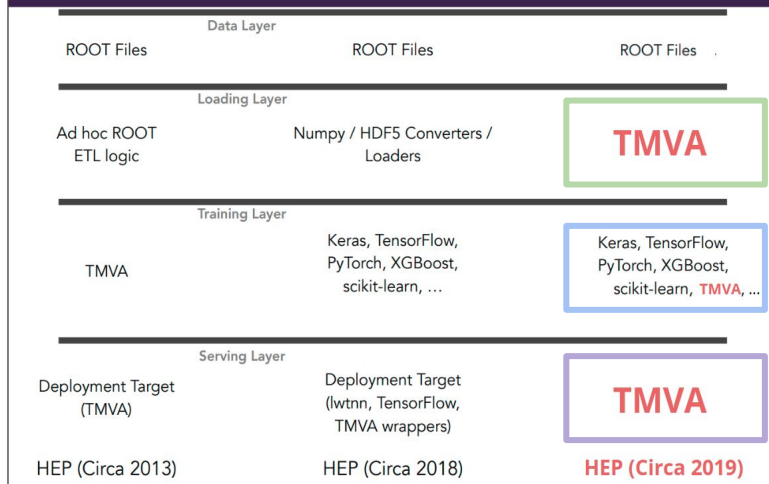 Data Layer
ROOT Files
ROOT Files
ROOT Files .
Loading Layer
Ad hoc ROOT
ETL logic
Numpy / HDF5 Converters /
Loaders
TMVA
Training Layer
TMVA
Keras, TensorFlow,
PyTorch, XGBoost,
scikit-learn, ...
Keras, TensorFlow,
PyTorch, XGBoost,
scikit-learn, TMVA, ...
Serving Layer
Deployment Target
(TMVA)
Deployment Target
(lwtnn, TensorFlow,
TMVA wrappers)
TMVA
HEP (Circa 2013)
HEP (Circa 2018)
HEP (Circa 2019)